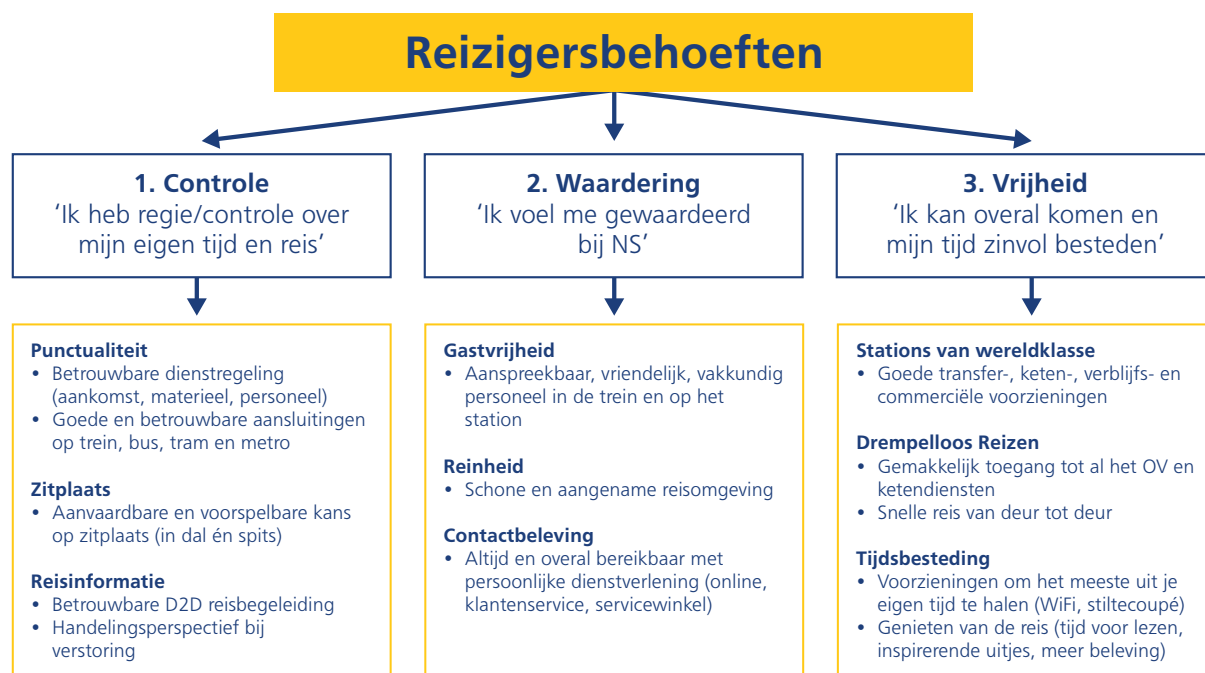 Reizigersbehoeften
1. Controle
‘Ik heb regie/controle over
mijn eigen tijd en reis’
2. Waardering
‘Ik voel me gewaardeerd
bij NS’
3. Vrijheid
‘Ik kan overal komen en
mijn tijd zinvol besteden’
Punctualiteit
• Betrouwbare dienstregeling
(aankomst, materieel, personeel)
• Goede en betrouwbare aansluitingen
op trein, bus, tram en metro
Zitplaats
• Aanvaardbare en voorspelbare kans
op zitplaats (in dal én spits)
Reisinformatie
• Betrouwbare D2D reisbegeleiding
• Handelingsperspectief bij
verstoring
Gastvrijheid
• Aanspreekbaar, vriendelijk, vakkundig
personeel in de trein en op het
station
Reinheid
• Schone en aangename reisomgeving
Contactbeleving
• Altijd en overal bereikbaar met
persoonlijke dienstverlening (online,
klantenservice, servicewinkel)
Stations van wereldklasse
• Goede transfer-, keten-, verblijfs- en
commerciële voorzieningen
Drempelloos Reizen
• Gemakkelijk toegang tot al het OV en
ketendiensten
• Snelle reis van deur tot deur
Tijdsbesteding
• Voorzieningen om het meeste uit je
eigen tijd te halen (WiFi, stiltecoupé)
• Genieten van de reis (tijd voor lezen,
inspirerende uitjes, meer beleving)